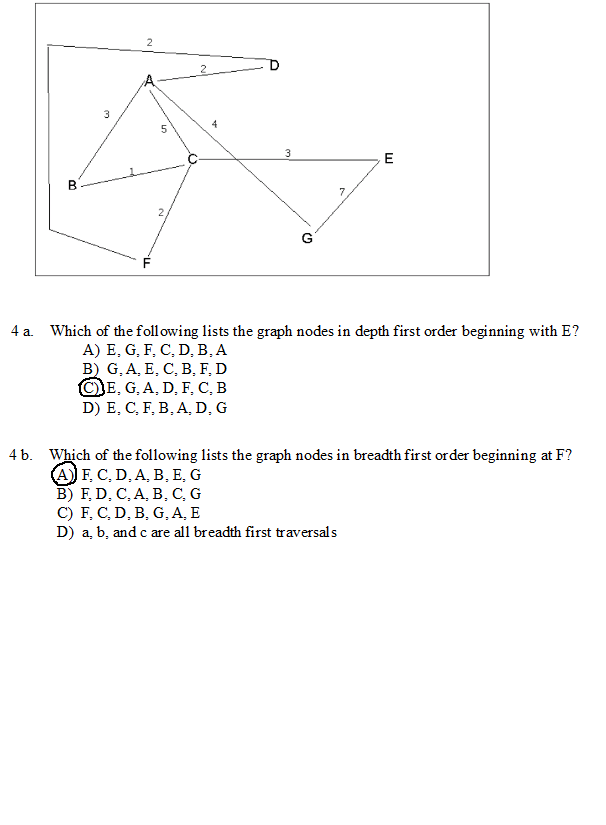 2
D
2
A
3
5
4
C
3
E
B
1
7
2
G
F
4 a. Which of the following lists the graph nodes in depth first order beginning with E?
A) E, G, F, C, D, B, A
B) G, A, E, C, B, F, D
C) E, G, A, D, F, C, B
D) E, C, F, B, A, D, G
4 b. Which of the following lists the graph nodes in breadth first order beginning at F?
A) F, C, D, A, B, E, G
B) F, D, C, A, B, C, G
C) F, C, D, B, G, A, E
D) a, b, and c are all breadth first traversals